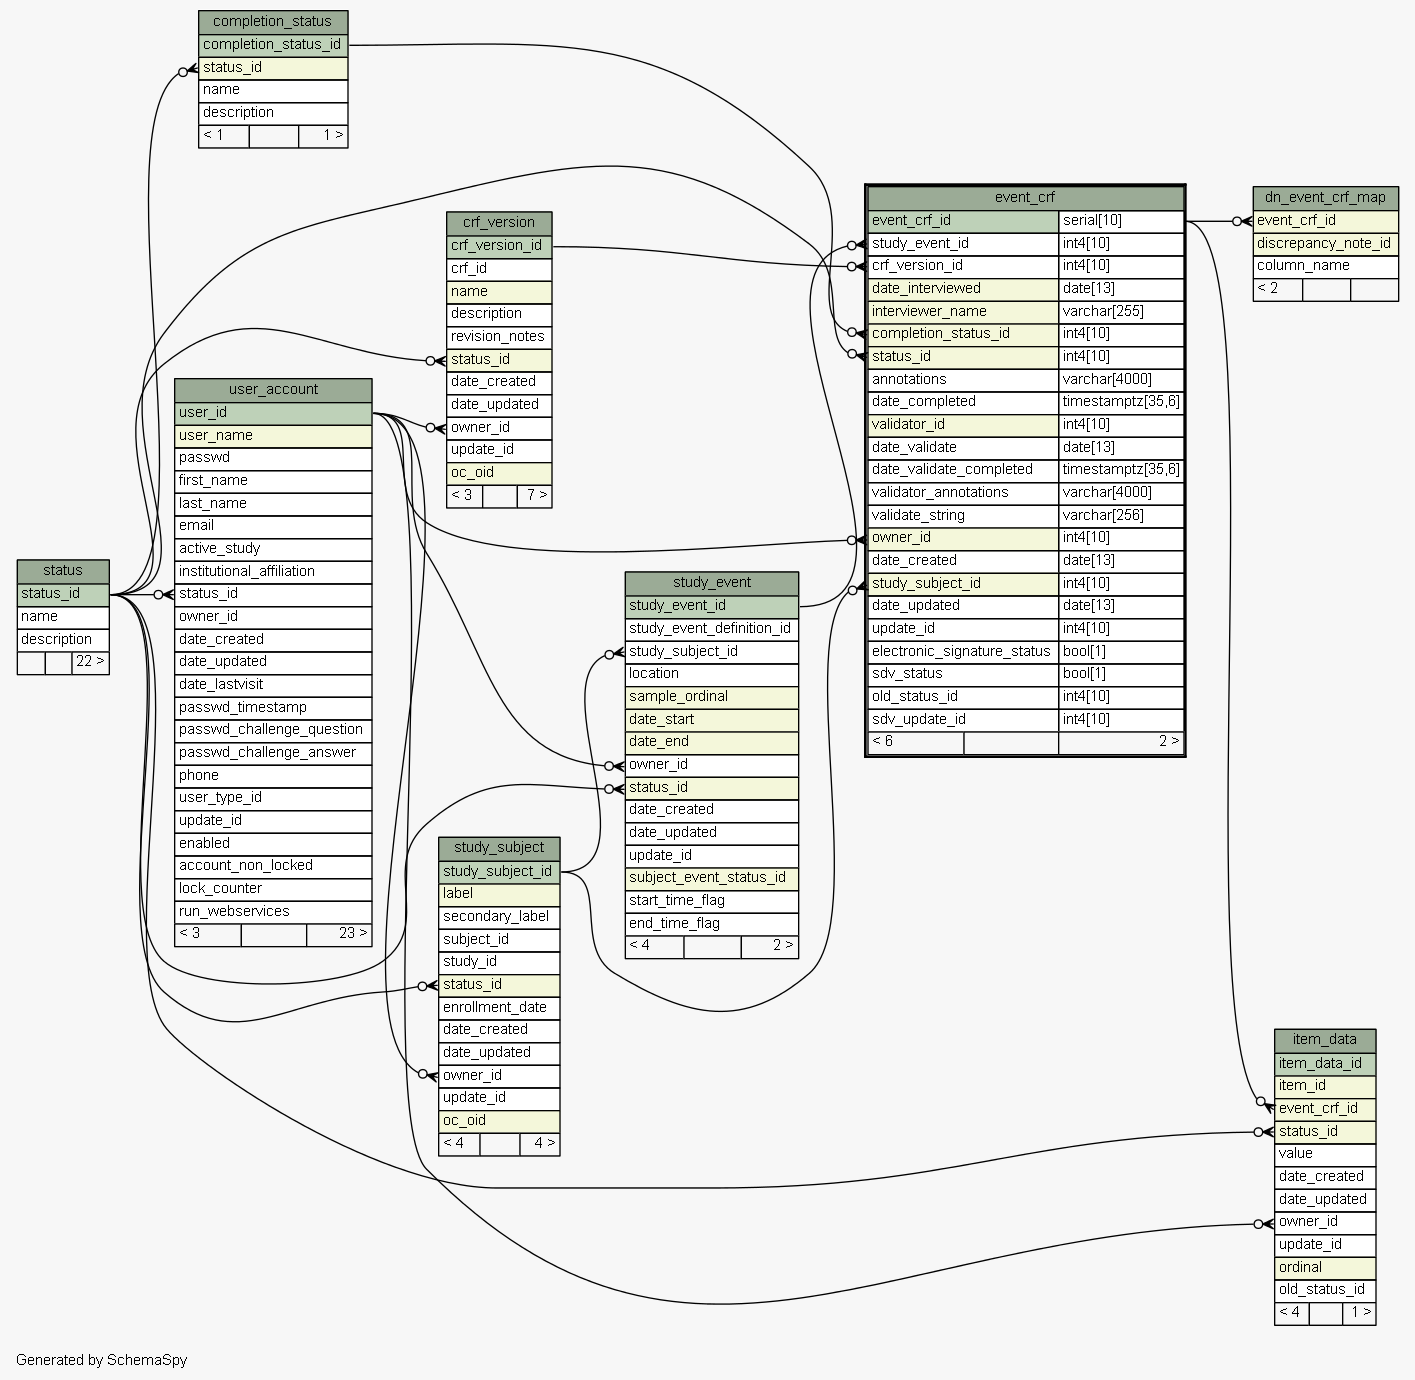 completion_status
completion_status_id
status_id
name
description
< 1 1 >
crf_version
crf_version_id
crf_id
name
description
revision_notes
status_id
date_created
date_updated
owner_id
update_id
oc_oid
< 3 7 >
event_crf
event_crf_id serial[10]
study_event_id int4[10]
crf_version_id int4[10]
date_interviewed date[13]
interviewer_name varchar[255]
completion_status_id int4[10]
status_id int4[10]
annotations varchar[4000]
date_completed timestamptz[35,6]
validator_id int4[10]
date_validate date[13]
date_validate_completed timestamptz[35,6]
validator_annotations varchar[4000]
validate_string varchar[256]
owner_id int4[10]
date_created date[13]
study_subject_id int4[10]
date_updated date[13]
update_id int4[10]
electronic_signature_status bool[1]
sdv_status bool[1]
old_status_id int4[10]
sdv_update_id int4[10]
< 6 2 >
dn_event_crf_map
event_crf_id
discrepancy_note_id
column_name
< 2
user_account
user_id
user_name
passwd
first_name
last_name
email
active_study
institutional_affiliation
status_id
owner_id
date_created
date_updated
date_lastvisit
passwd_timestamp
passwd_challenge_question
passwd_challenge_answer
phone
user_type_id
update_id
enabled
account_non_locked
lock_counter
run_webservices
< 3 23 >
status
status_id
name
description
22 >
study_event
study_event_id
study_event_definition_id
study_subject_id
location
sample_ordinal
date_start
date_end
owner_id
status_id
date_created
date_updated
update_id
subject_event_status_id
start_time_flag
end_time_flag
< 4 2 >
study_subject
study_subject_id
label
secondary_label
subject_id
study_id
status_id
enrollment_date
date_created
date_updated
owner_id
update_id
oc_oid
< 4 4 >
item_data
item_data_id
item_id
event_crf_id
status_id
value
date_created
date_updated
owner_id
update_id
ordinal
old_status_id
< 4 1 >
Generated by SchemaSpy